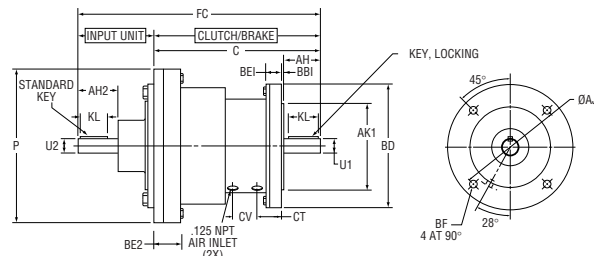 FC
INPUT UNIT
CLUTCH/BRAKE
C
AH
KEY, LOCKING
BEI
BBI
STANDARD
KEY
AH2
KL
KL
45°
ØAJ
P
U2
AK1
U1
BD
CV
CT
BF
4 AT 90°
28°
BE2
.125 NPT
AIR INLET
(2X)